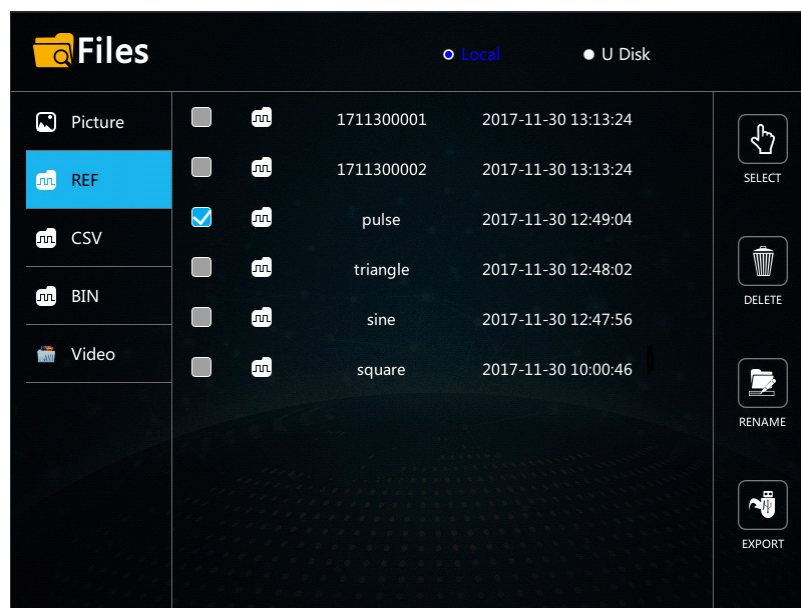 Files
Local
U Disk
Picture
REF
CSV
BIN
Video
1711300001 2017-11-30 13:13:24
1711300002 2017-11-30 13:13:24
pulse 2017-11-30 12:49:04
triangle 2017-11-30 12:48:02
sine 2017-11-30 12:47:56
square 2017-11-30 10:00:46
SELECT
DELETE
RENAME
EXPORT